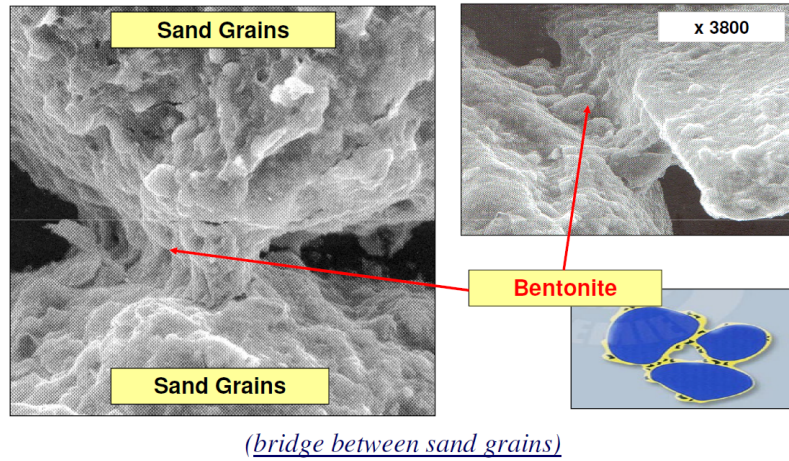 Sand Grains
x 3800
Bentonite
Sand Grains
(bridge between sand grains)